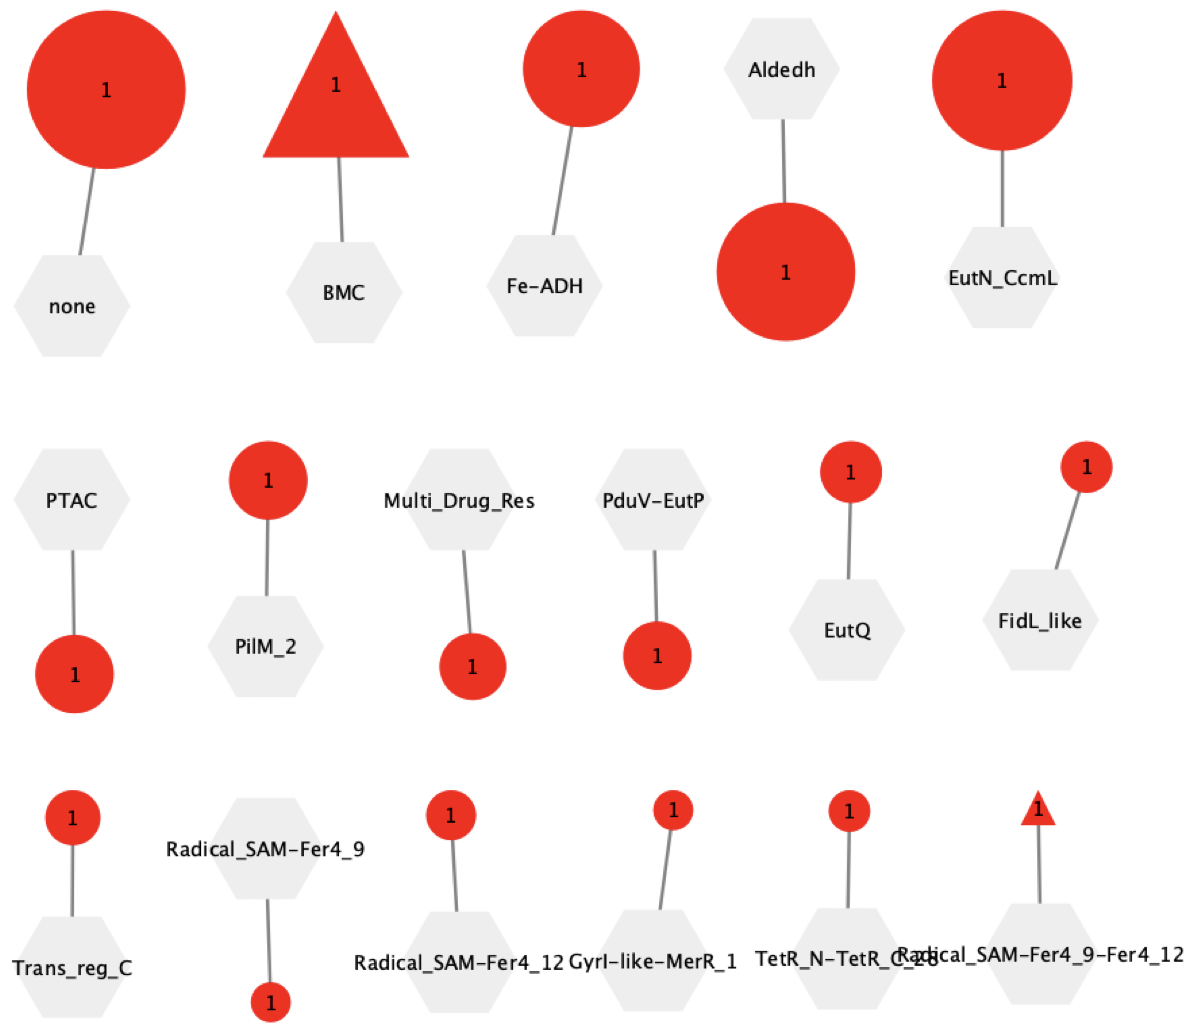 1
1
1
Aldedh
1
none
BMC
Fe-ADH
1
EutN_CcmL
PTAC
1
Multi_Drug_Res
PduV-EutP
1
1
1
PilM_2
1
1
EutQ
FidL_like
1
Radical_SAM-Fer4_9
1
1
1
1
Trans_reg_C
1
Radical_SAM-Fer4_12
GyrI-like-MerR_1
TetR_N-TetR_C_28
Radical_SAM-Fer4_9-Fer4_12